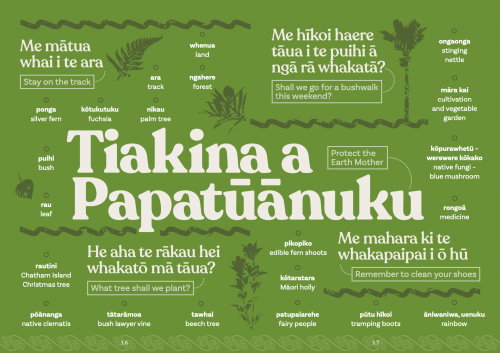 Me mātua
whai i te ara
Stay on the track
whenua
land
ara
track
ngahere
forest
ponga
silver fern
kōtukutuku
fuchsia
nīkau
palm tree
Me hīkoi haere
tāua i te puihi ā
ngā rā whakatā?
Shall we go for a bushwalk
this weekend?
ongaonga
stinging
nettle
māra kai
cultivation
and vegetable
garden
kōpurawhetū –
werewere kōkako
native fungi –
blue mushroom
rongoā
medicine
puihi
bush
rau
leaf
Tiakina a
Papatūānuku
Protect the
Earth Mother
rautini
Chatham Island
Christmas tree
He aha te rākau hei
whakatō mā tāua?
What tree shall we plant?
pōānanga
native clematis
tātarāmoa
bush lawyer vine
tawhai
beech tree
pikopiko
edible fern shoots
kōtaratara
Māori holly
patupaiarehe
fairy people
Me mahara ki te
whakapaipai i ō hū
Remember to clean your shoes
pūtu hīkoi
tramping boots
āniwaniwa, uenuku
rainbow
16
17